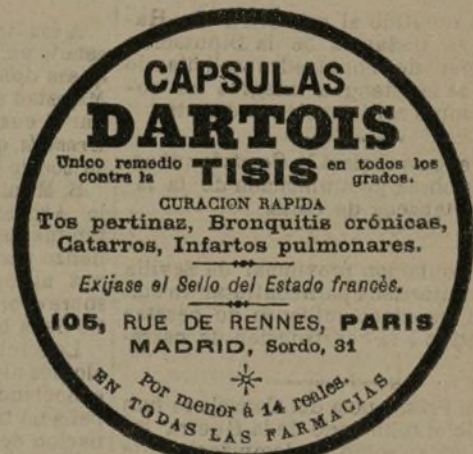 CAPSULAS
DARTOIS
Unico remedio contra la TISIS en todos los grados.
CURACION RAPIDA
Tos pertinaz, Bronquitis crónicas,
Catarros, Infartos pulmonares.
Exíjase el Sello del Estado francès.
105, RUE DE RENNES, PARIS
MADRID, Sordo, 31
Por menor á 14 reales.
EN TODAS LAS FARMACIAS